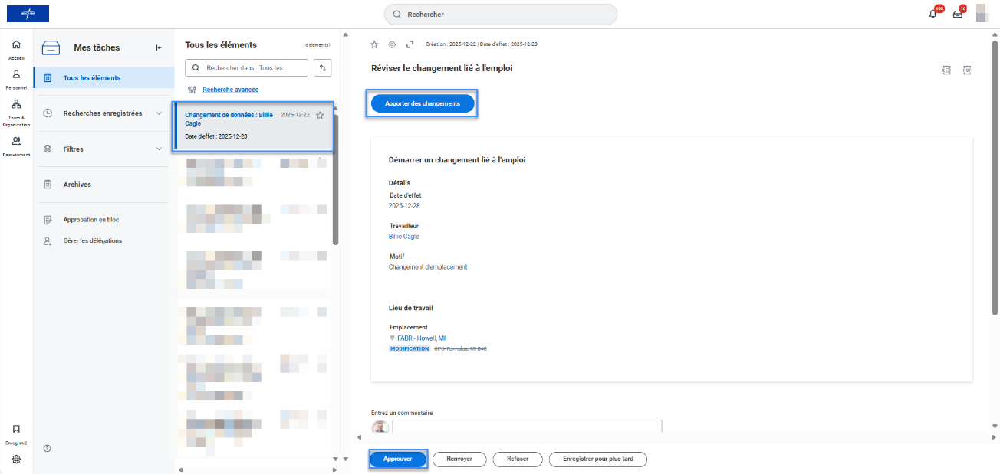 Rechercher
103
16
Accueil
Personnel
Team &
Organization
Recrutement
Enregistré
Mes tâches
Tous les éléments
Recherches enregistrées
Filtres
Archives
Approbation en bloc
Gérer les délégations
Tous les éléments
16 élément(s)
Rechercher dans : Tous les ...
Recherche avancée
Changement de données : Billie
Cagle
2025-12-22
Date d'effet : 2025-12-28
Création : 2025-12-22 | Date d'effet : 2025-12-28
Réviser le changement lié à l'emploi
PDF
Apporter des changements
Démarrer un changement lié à l'emploi
Détails
Date d'effet
2025-12-28
Travailleur
Billie Cagle
Motif
Changement d'emplacement
Lieu de travail
Emplacement
FABR.- Howell, MI
MODIFICATION OPS- Romulus, MI B48
Entrez un commentaire
Approuver
Renvoyer
Refuser
Enregistrer pour plus tard